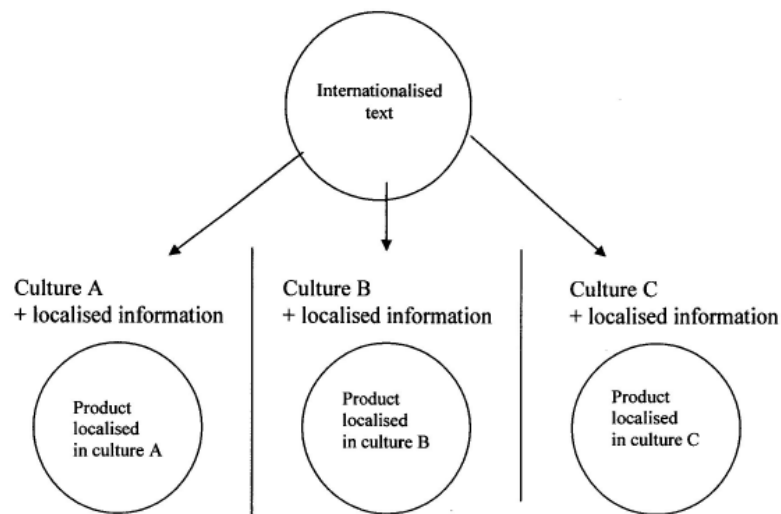 Internationalised
text
Culture A
+ localised information
Culture B
+ localised information
Culture C
+ localised information
Product
localised
in culture A
Product
localised
in culture B
Product
localised
in culture C